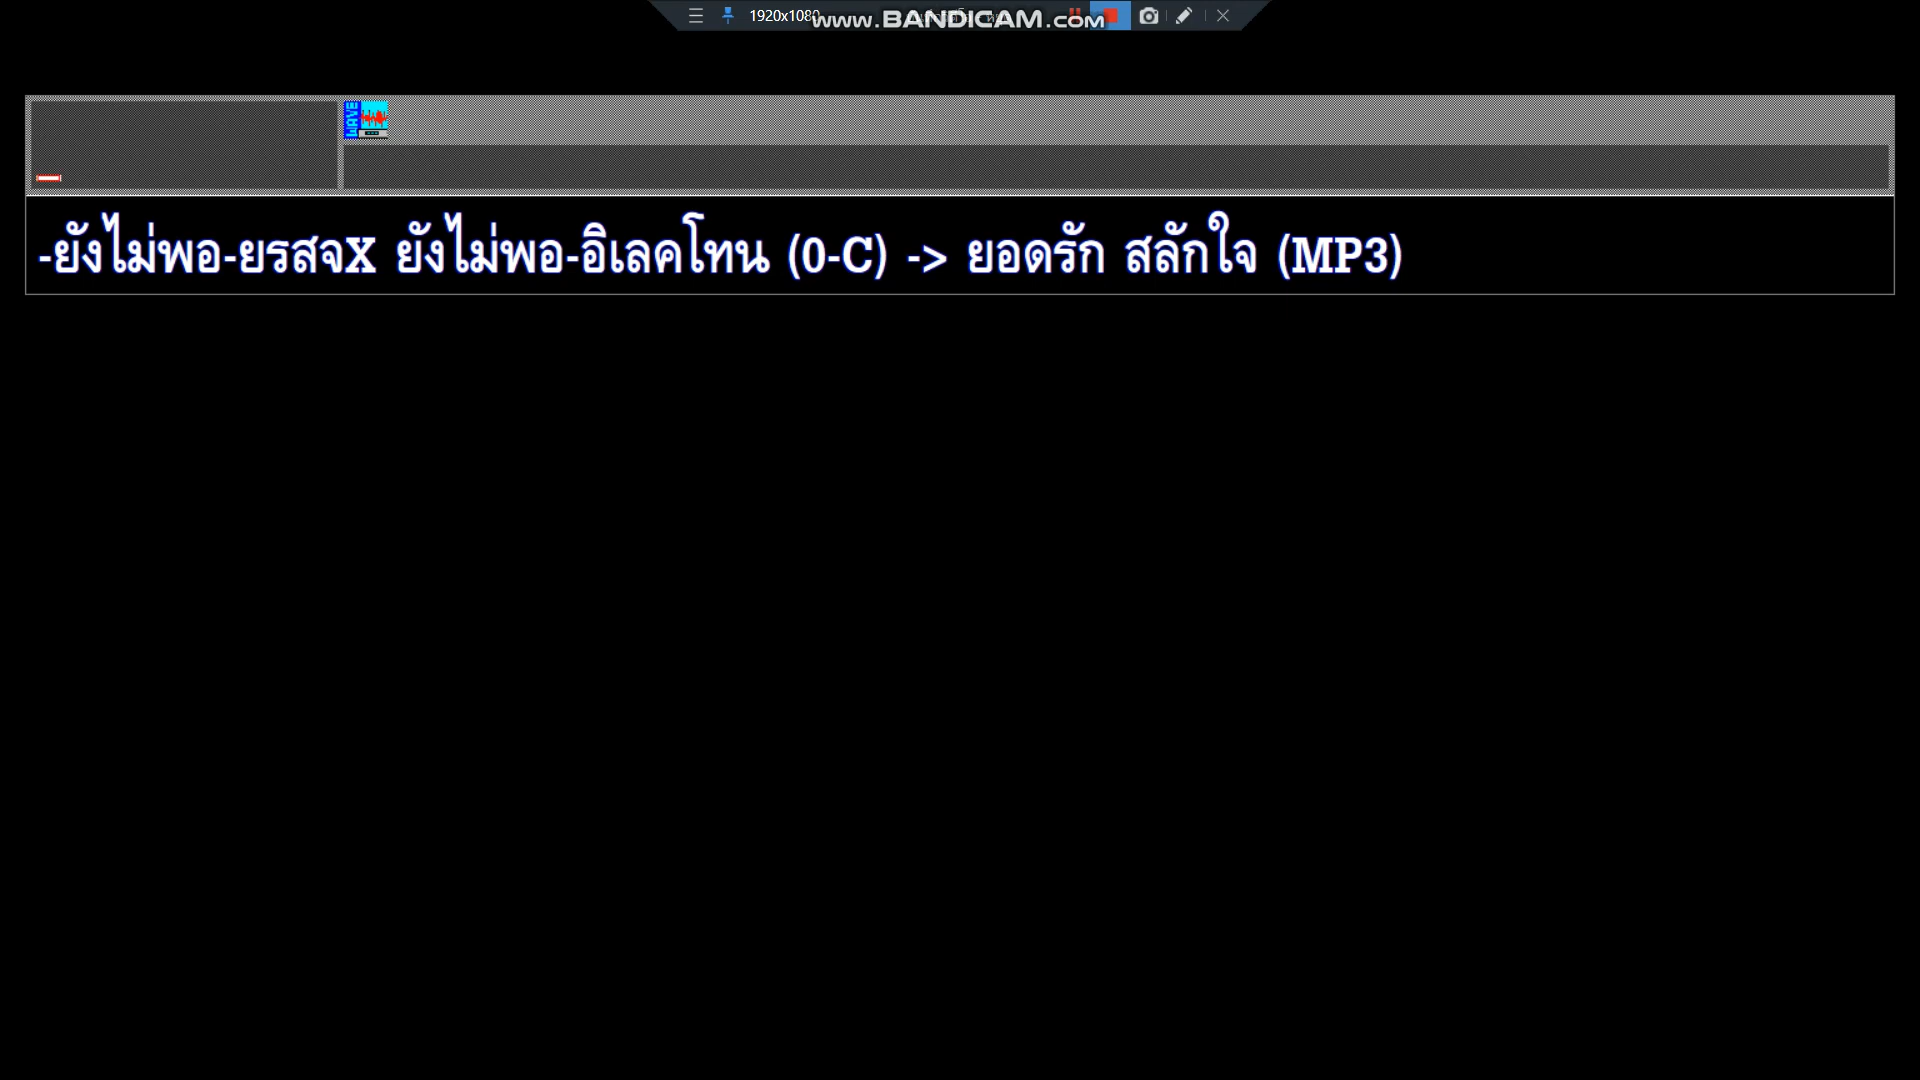 1920x1080
www.BANDICAM.com
WAVE
-ยังไม่พอ-ยรสจX ยังไม่พอ-อิเลคโทน (0-C) -> ยอดรัก สลักใจ (MP3)